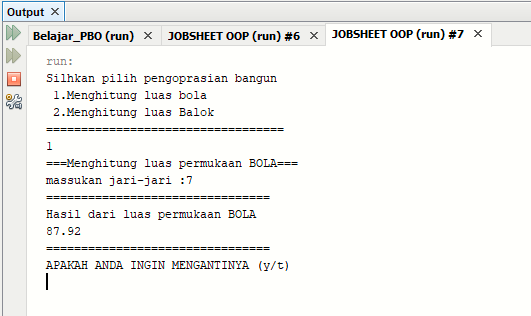 Output
Belajar_PBO (run) JOBSHEET OOP (run) #6 JOBSHEET OOP (run) #7
run:
Silhkan pilih pengoprasian bangun
1.Menghitung luas bola
2.Menghitung luas Balok
==================================
1
===Menghitung luas permukaan BOLA===
massukan jari-jari :7
================================
Hasil dari luas permukaan BOLA
87.92
================================
APAKAH ANDA INGIN MENGANTINYA (y/t)